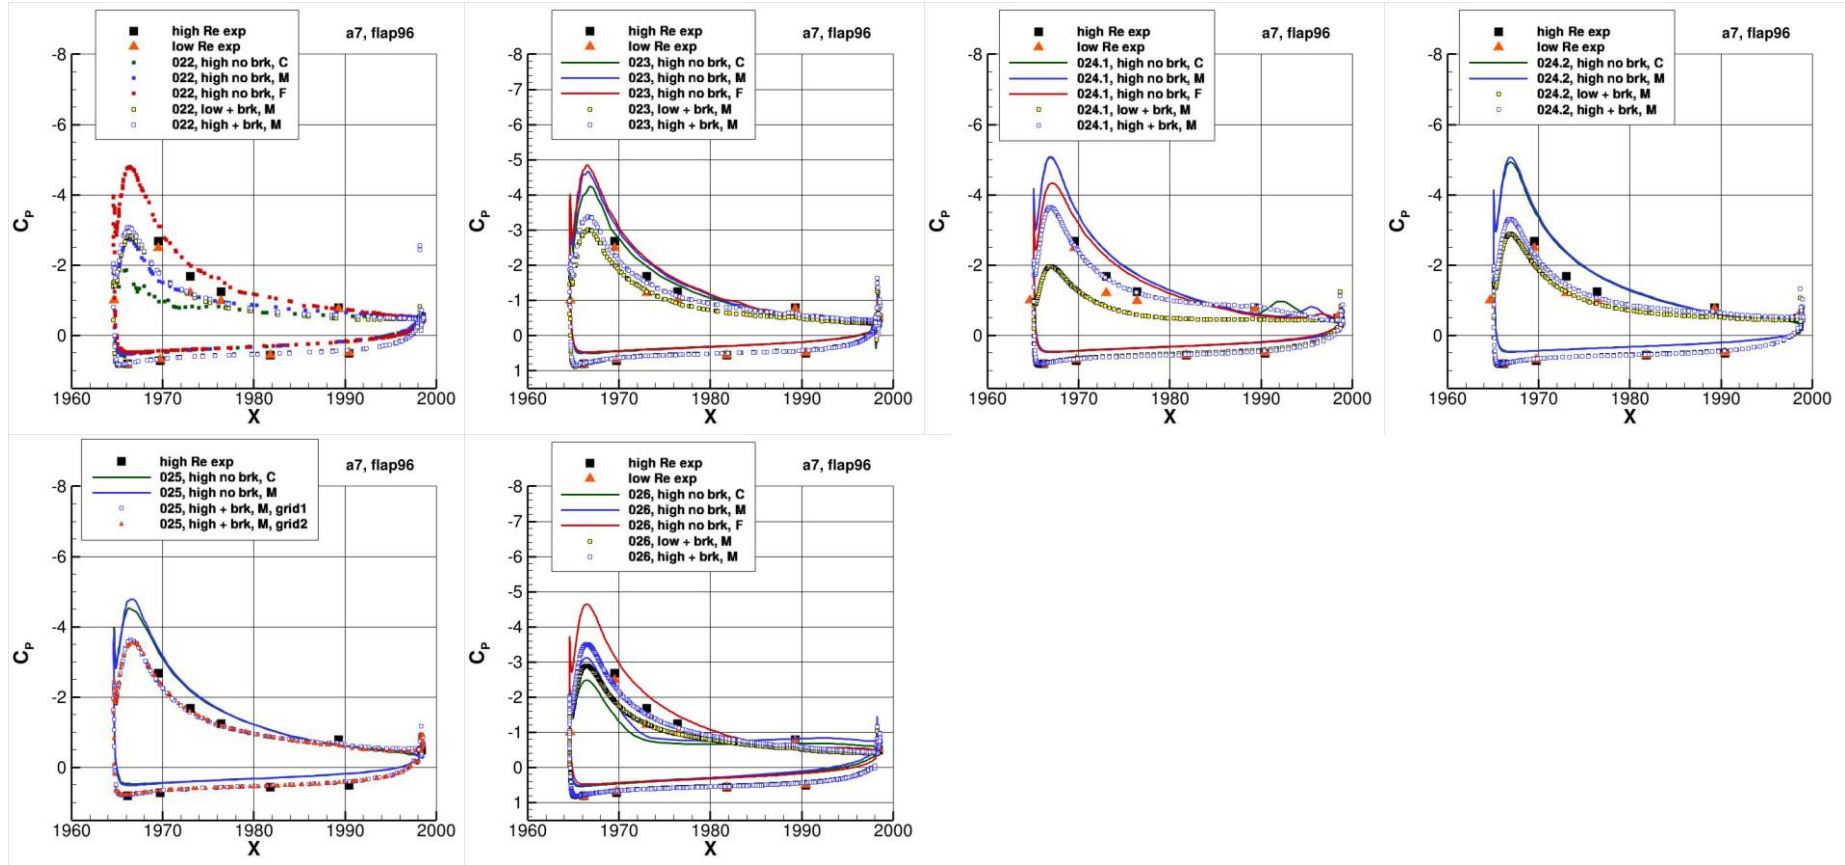 a7, flap96
high Re exp
low Re exp
022, high no brk, C
022, high no brk, M
022, high no brk, F
022, low + brk, M
022, high + brk, M
-8
-6
-4
-2
0
Cp
1960 1970 1980 1990 2000
X
a7, flap96
high Re exp
low Re exp
023, high no brk, C
023, high no brk, M
023, high no brk, F
023, low + brk, M
023, high + brk, M
-8
-7
-6
-5
-4
-3
-2
-1
0
1
Cp
1960 1970 1980 1990 2000
X
a7, flap96
high Re exp
low Re exp
024.1, high no brk, C
024.1, high no brk, M
024.1, high no brk, F
024.1, low + brk, M
024.1, high + brk, M
-8
-6
-4
-2
0
Cp
1960 1970 1980 1990 2000
X
a7, flap96
high Re exp
low Re exp
024.2, high no brk, C
024.2, high no brk, M
024.2, low + brk, M
024.2, high + brk, M
-8
-6
-4
-2
0
Cp
1960 1970 1980 1990 2000
X
a7, flap96
high Re exp
025, high no brk, C
025, high no brk, M
025, high + brk, M, grid1
025, high + brk, M, grid2
-8
-6
-4
-2
0
Cp
1960 1970 1980 1990 2000
X
a7, flap96
high Re exp
low Re exp
026, high no brk, C
026, high no brk, M
026, high no brk, F
026, low + brk, M
026, high + brk, M
-8
-7
-6
-5
-4
-3
-2
-1
0
1
Cp
1960 1970 1980 1990 2000
X